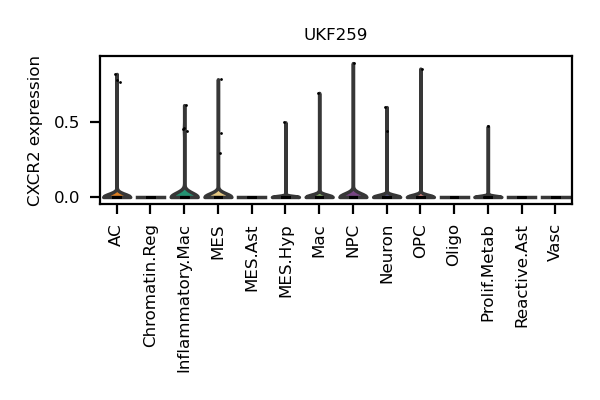 UKF259
CXCR2 expression
0.5
0.0
AC
Chromatin.Reg
Inflammatory.Mac
MES
MES.Ast
MES.Hyp
Mac
NPC
Neuron
OPC
Oligo
Prolif.Metab
Reactive.Ast
Vasc